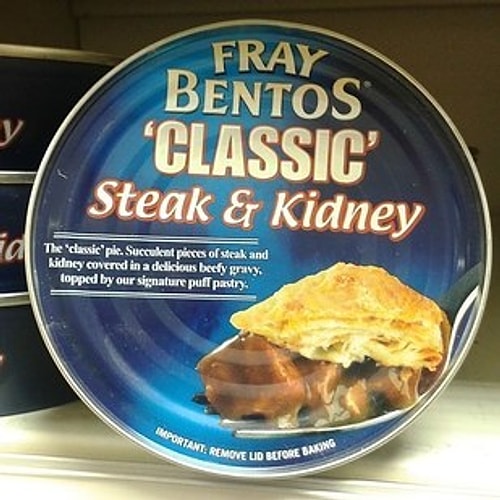 FRAY
BENTOS®
'CLASSIC'
Steak & Kidney
The 'classic' pie. Succulent pieces of steak and
kidney covered in a delicious beefy gravy,
topped by our signature puff pastry.
IMPORTANT: REMOVE LID BEFORE BAKING
y
id